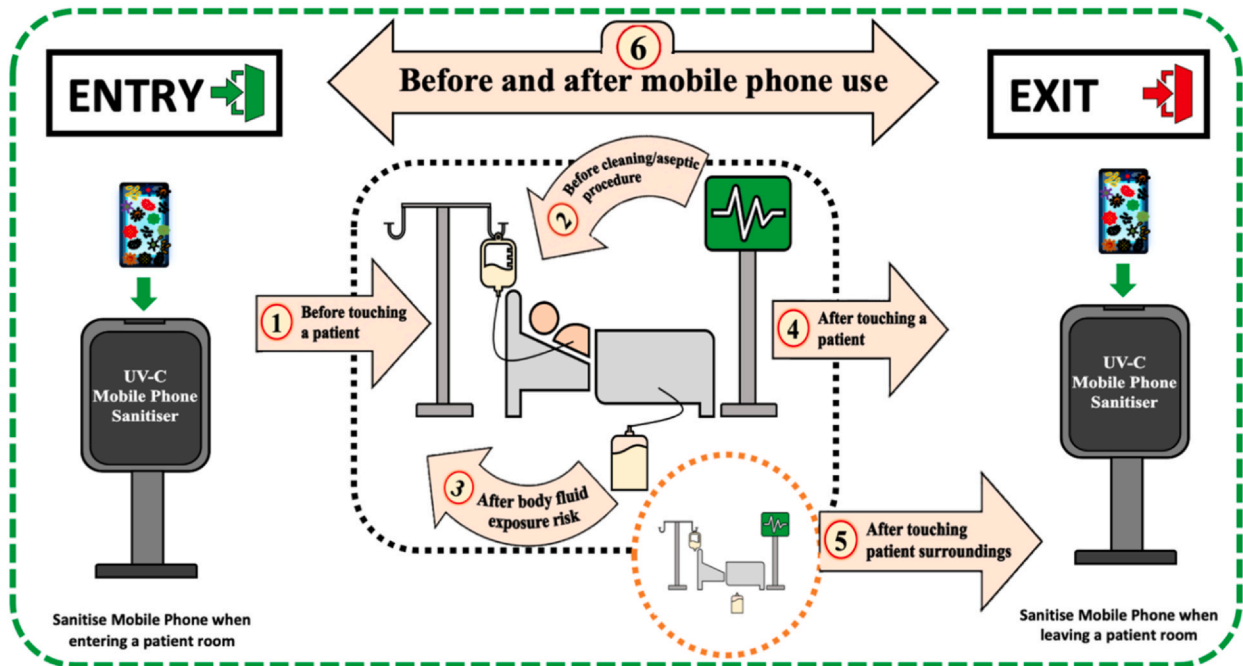 6
Before and after mobile phone use
ENTRY
EXIT
2
Before cleaning/aseptic
procedure
1
Before touching
a patient
4
After touching a
patient
UV-C
Mobile Phone
Sanitiser
UV-C
Mobile Phone
Sanitiser
3
After body fluid
exposure risk
5
After touching
patient surroundings
Sanitise Mobile Phone when
entering a patient room
Sanitise Mobile Phone when
leaving a patient room